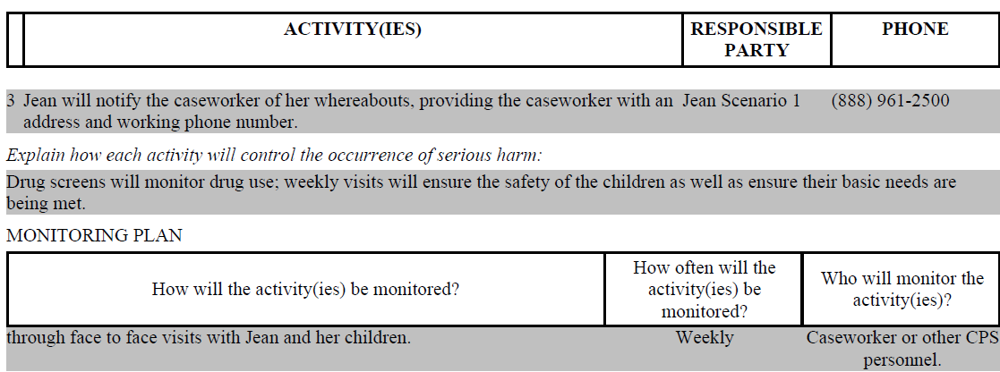 ACTIVITY(IES) RESPONSIBLE PARTY PHONE
3 Jean will notify the caseworker of her whereabouts, providing the caseworker with an Jean Scenario 1 (888) 961-2500
address and working phone number.
Explain how each activity will control the occurrence of serious harm:
Drug screens will monitor drug use; weekly visits will ensure the safety of the children as well as ensure their basic needs are
being met.
MONITORING PLAN
How will the activity(ies) be monitored?
How often will the
activity(ies) be
monitored?
Who will monitor the
activity(ies)?
through face to face visits with Jean and her children. Weekly Caseworker or other CPS
personnel.